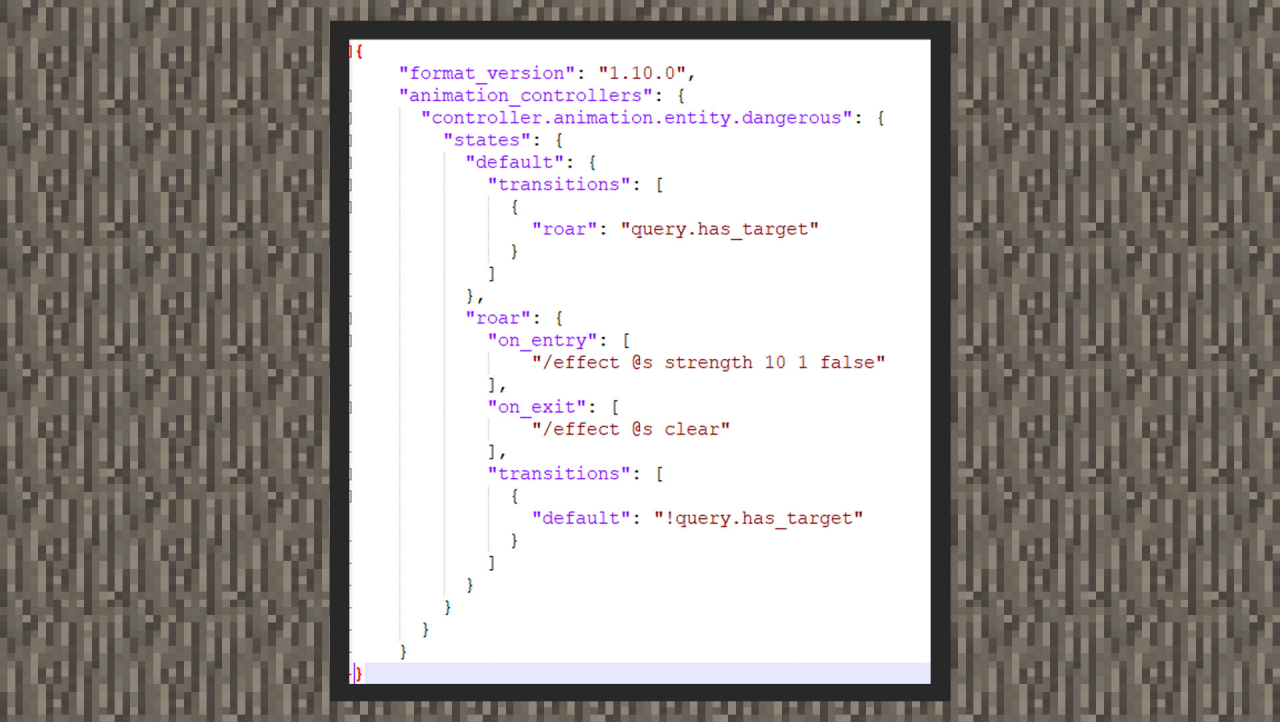 {
"format_version": "1.10.0",
"animation_controllers": {
"controller.animation.entity.dangerous": {
"states": {
"default": {
"transitions": [
{
"roar": "query.has_target"
}
]
},
"roar": {
"on_entry": [
"/effect @s strength 10 1 false"
],
"on_exit": [
"/effect @s clear"
],
"transitions": [
{
"default": "!query.has_target"
}
]
}
}
}
}
}